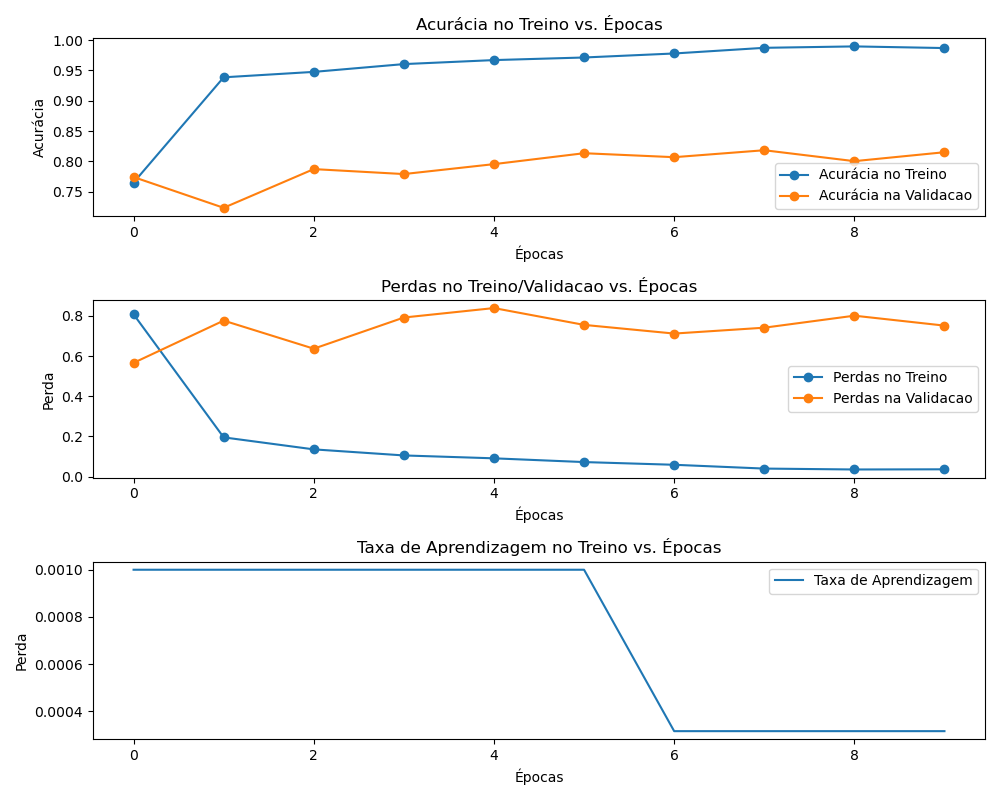 Acurácia no Treino vs. Épocas
Acurácia
1.00
0.95
0.90
0.85
0.80
0.75
Acurácia no Treino
Acurácia na Validacao
0 2 4 6 8
Épocas
Perdas no Treino/Validacao vs. Épocas
Perda
0.8
0.6
0.4
0.2
0.0
Perdas no Treino
Perdas na Validacao
0 2 4 6 8
Épocas
Taxa de Aprendizagem no Treino vs. Épocas
Perda
0.0010
0.0008
0.0006
0.0004
Taxa de Aprendizagem
0 2 4 6 8
Épocas